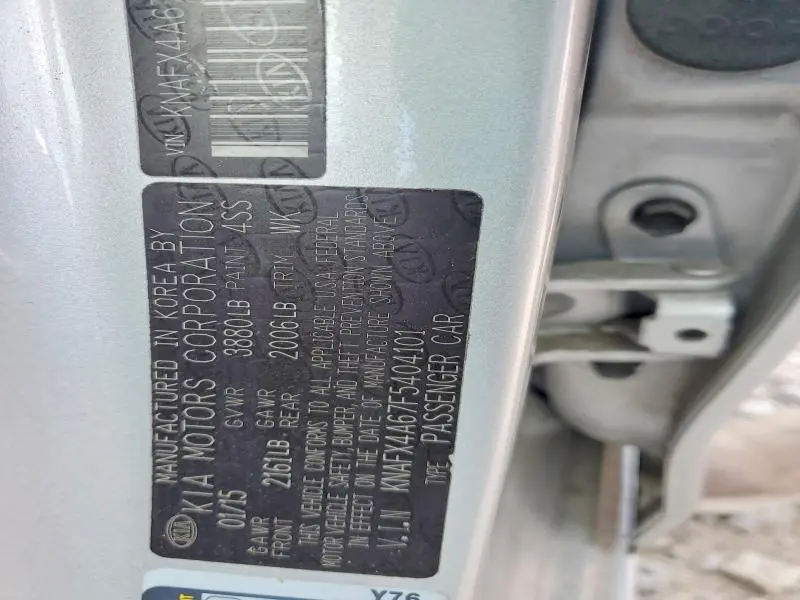 VIN: KNAFX4A6
KIA MANUFACTURED IN KOREA BY
KIA MOTORS CORPORATION
01/15 GVWR 3880LB PAINT 4SS
GAWR FRONT 2161LB GAWR REAR 2006LB TRIM WK
THIS VEHICLE CONFORMS TO ALL APPLICABLE U.S.A. FEDERAL
MOTOR VEHICLE SAFETY, BUMPER AND THEFT PREVENTION STANDARDS
IN EFFECT ON THE DATE OF MANUFACTURE SHOWN ABOVE.
V.I.N KNAFX4A67F5404101
TYPE: PASSENGER CAR